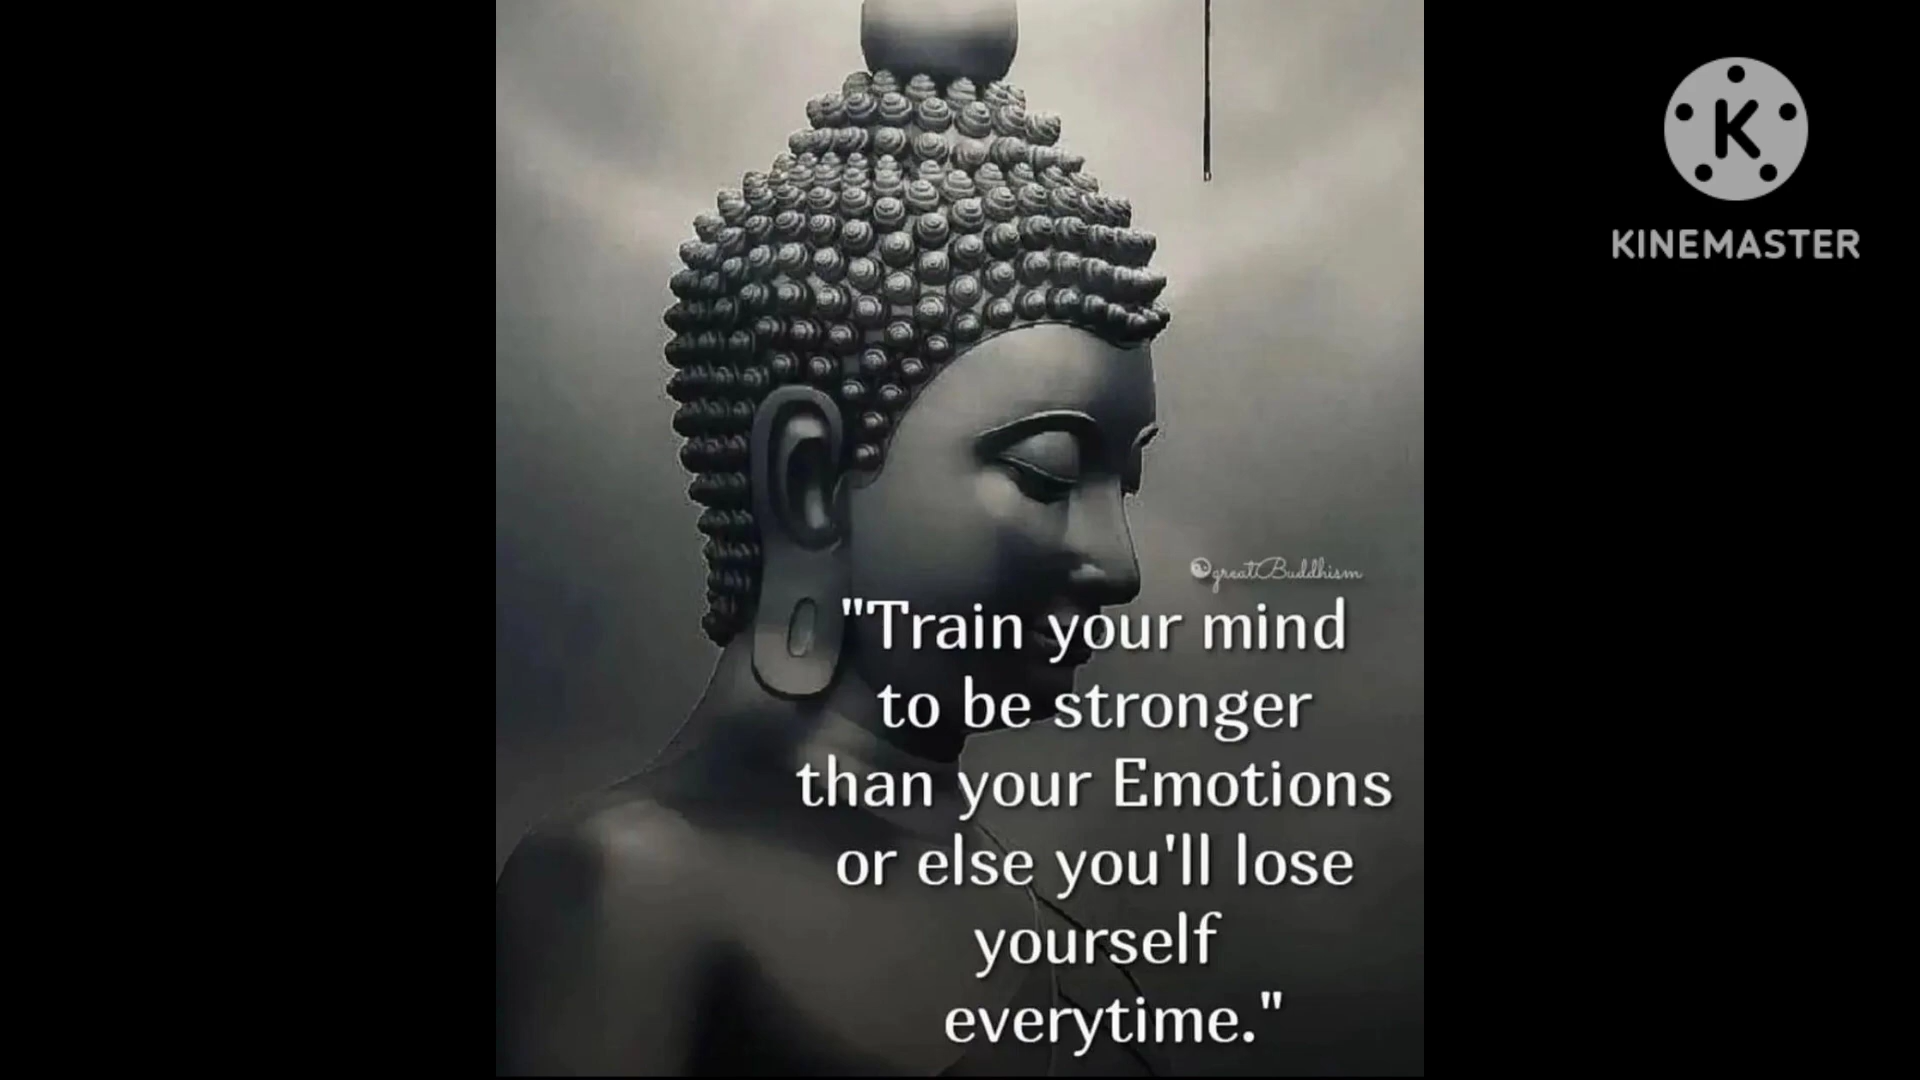 K
KINEMASTER
greatBuddhism
"Train your mind
to be stronger
than your Emotions
or else you'll lose
yourself
everytime."